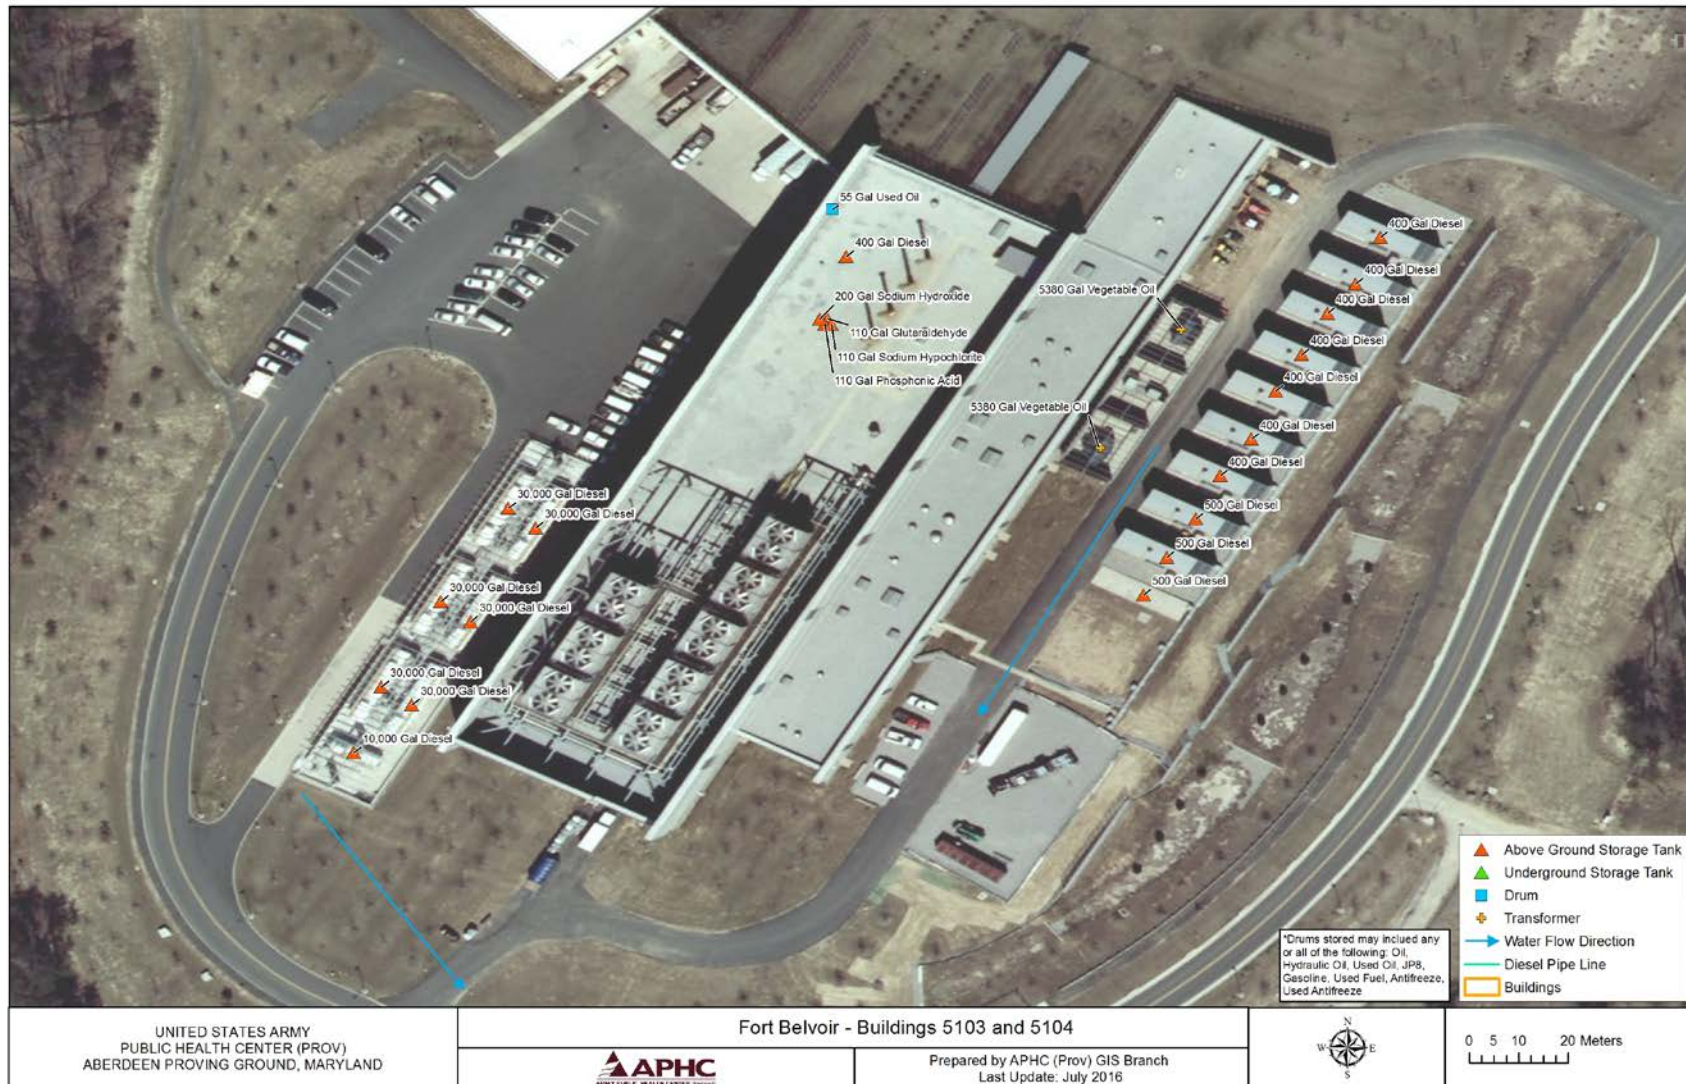 55 Gal Used Oil
400 Gal Diesel
200 Gal Sodium Hydroxide
110 Gal Glutaraldehyde
110 Gal Sodium Hypochlorite
110 Gal Phosphonic Acid
5380 Gal Vegetable Oil
5380 Gal Vegetable Oil
400 Gal Diesel
400 Gal Diesel
400 Gal Diesel
400 Gal Diesel
400 Gal Diesel
400 Gal Diesel
400 Gal Diesel
500 Gal Diesel
500 Gal Diesel
500 Gal Diesel
30,000 Gal Diesel
30,000 Gal Diesel
30,000 Gal Diesel
30,000 Gal Diesel
30,000 Gal Diesel
30,000 Gal Diesel
10,000 Gal Diesel
Above Ground Storage Tank
Underground Storage Tank
Drum
Transformer
Water Flow Direction
Diesel Pipe Line
Buildings
*Drums stored may inclued any
or all of the following: Oil,
Hydraulic Oil, Used Oil, JP8,
Gasoline, Used Fuel, Antifreeze,
Used Antifreeze
UNITED STATES ARMY
PUBLIC HEALTH CENTER (PROV)
ABERDEEN PROVING GROUND, MARYLAND
Fort Belvoir - Buildings 5103 and 5104
APHC
Prepared by APHC (Prov) GIS Branch
Last Update: July 2016
N
W E
S
0 5 10 20 Meters